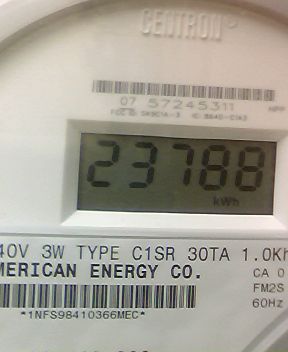 CENTRON
07 57245311
23788
kWh
40V 3W TYPE C1SR 30TA 1.0Kh
CA 0
MERICAN ENERGY CO.
FM2S
60Hz
*1NFS98410366MEC*